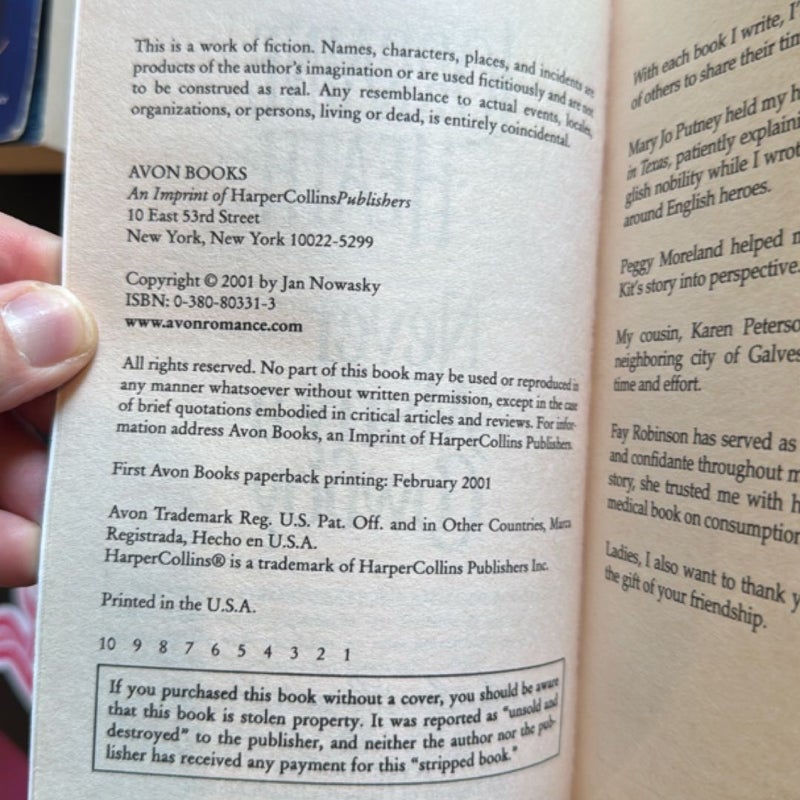 This is a work of fiction. Names, characters, places, and incidents are
products of the author's imagination or are used fictitiously and are not
to be construed as real. Any resemblance to actual events, locales,
organizations, or persons, living or dead, is entirely coincidental.
AVON BOOKS
An Imprint of HarperCollinsPublishers
10 East 53rd Street
New York, New York 10022-5299
Copyright © 2001 by Jan Nowasky
ISBN: 0-380-80331-3
www.avonromance.com
All rights reserved. No part of this book may be used or reproduced in
any manner whatsoever without written permission, except in the case
of brief quotations embodied in critical articles and reviews. For infor-
mation address Avon Books, an Imprint of HarperCollins Publishers.
First Avon Books paperback printing: February 2001
Avon Trademark Reg. U.S. Pat. Off. and in Other Countries, Marca
Registrada, Hecho en U.S.A.
HarperCollins® is a trademark of HarperCollins Publishers Inc.
Printed in the U.S.A.
10 9 8 7 6 5 4 3 2 1
If you purchased this book without a cover, you should be aware
that this book is stolen property. It was reported as "unsold and
destroyed" to the publisher, and neither the author nor the pub-
lisher has received any payment for this "stripped book."
With each book I write, I'
of others to share their tim
Mary Jo Putney held my h
in Texas, patiently explaini
glish nobility while I wrot
around English heroes.
Peggy Moreland helped m
Kit's story into perspective.
My cousin, Karen Peterso
neighboring city of Galves
time and effort.
Fay Robinson has served as
and confidante throughout m
story, she trusted me with h
medical book on consumption
Ladies, I also want to thank y
the gift of your friendship.